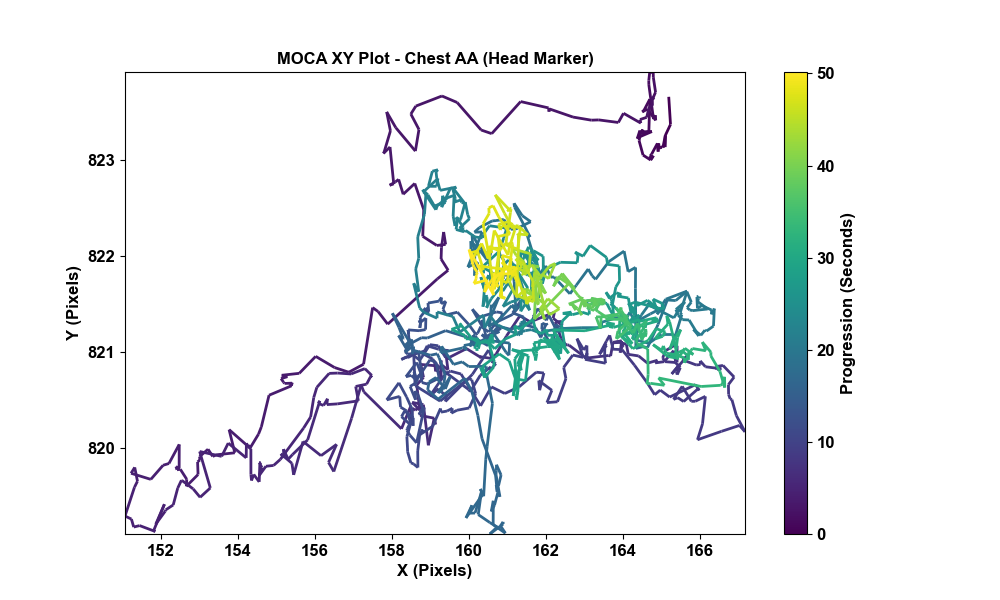 MOCA XY Plot - Chest AA (Head Marker)
823
822
821
820
Y (Pixels)
152 154 156 158 160 162 164 166
X (Pixels)
50
40
30
20
10
0
Progression (Seconds)